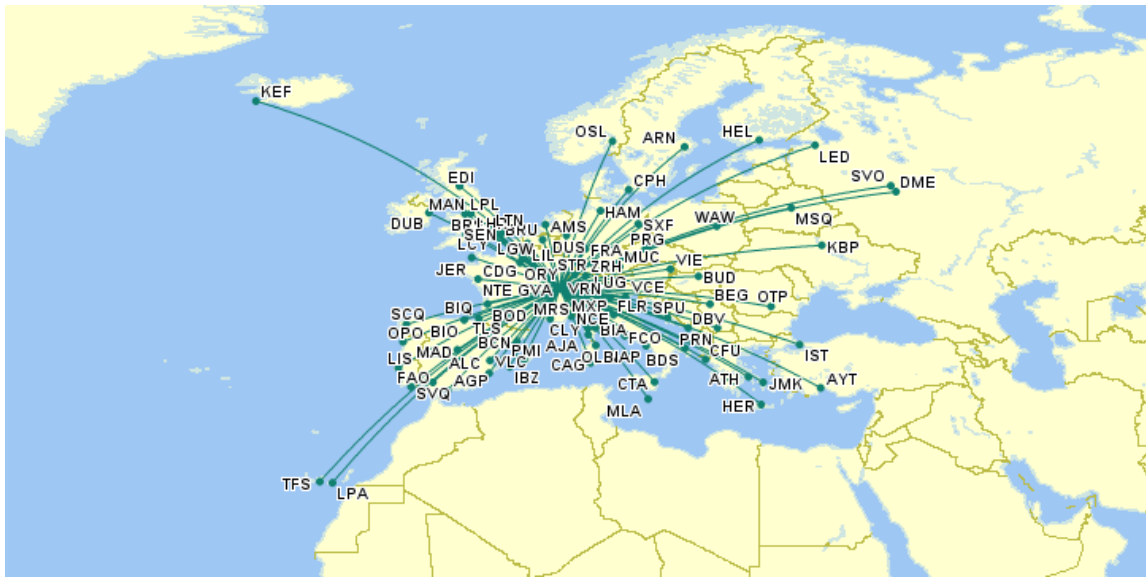 KEF
OSL
ARN
HEL
LED
SVO
DME
EDI
CPH
MAN
LPL
DUB
LTN
SEN
BRU
AMS
HAM
WAW
MSQ
SXF
LCY
LGW
LIL
DUS
FRA
PRG
MUC
KBP
JER
CDG
ORY
STR
ZRH
VIE
BUD
NTE
GVA
VRN
LUG
VCE
BEG
OTP
SCQ
BIQ
BOD
MRS
MXP
NCE
FLR
SPU
DBV
OPO
BIO
TLS
BCN
CLY
BIA
FCO
PRN
IST
LIS
MAD
ALC
VLC
PMI
AJA
OLB
NAP
BDS
CFU
FAO
SVQ
AGP
IBZ
CAG
CTA
ATH
JMK
AYT
MLA
HER
TFS
LPA